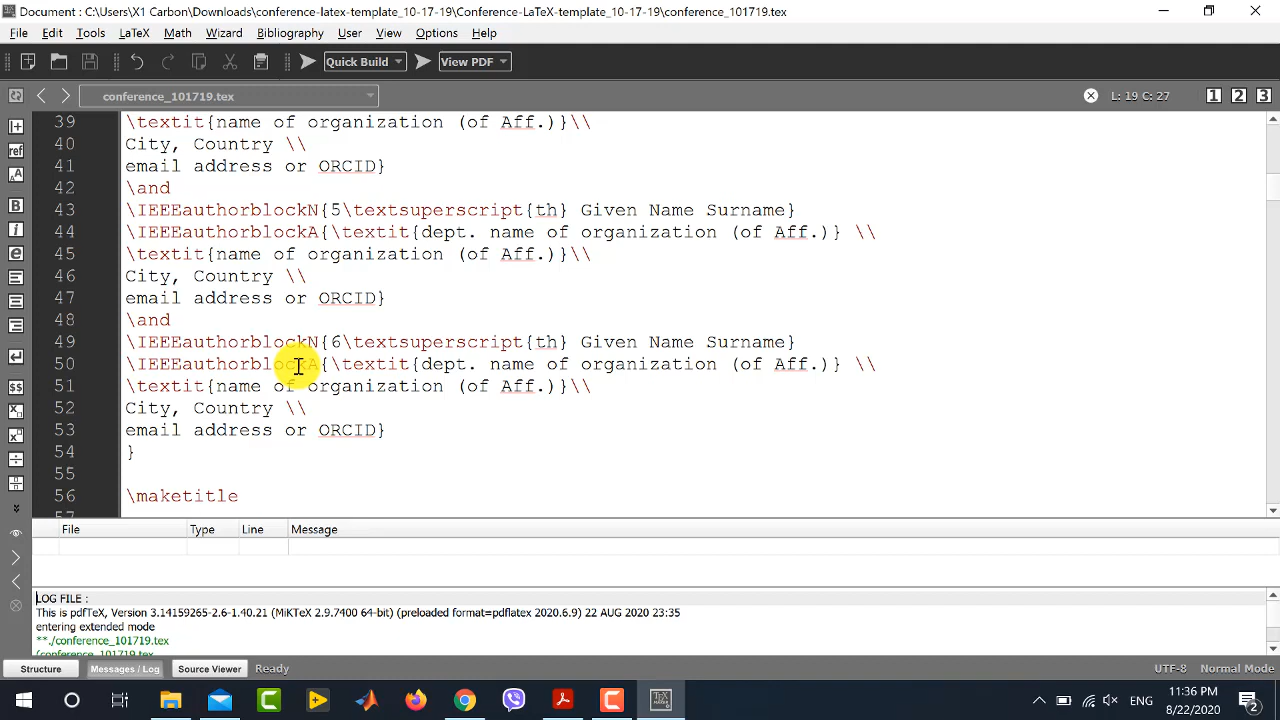 Document : C:\Users\X1 Carbon\Downloads\conference-latex-template_10-17-19\Conference-LaTeX-template_10-17-19\conference_101719.tex
File Edit Tools LaTeX Math Wizard Bibliography User View Options Help
Quick Build View PDF
conference_101719.tex L: 19 C: 27 1 2 3
39 \textit{name of organization (of Aff.)}\\
40 City, Country \\
41 email address or ORCID}
42 \and
43 \IEEEauthorblockN{5\textsuperscript{th} Given Name Surname}
44 \IEEEauthorblockA{\textit{dept. name of organization (of Aff.)} \\
45 \textit{name of organization (of Aff.)}\\
46 City, Country \\
47 email address or ORCID}
48 \and
49 \IEEEauthorblockN{6\textsuperscript{th} Given Name Surname}
50 \IEEEauthorblockA{\textit{dept. name of organization (of Aff.)} \\
51 \textit{name of organization (of Aff.)}\\
52 City, Country \\
53 email address or ORCID}
54 }
55
56 \maketitle
57
File Type Line Message
LOG FILE :
This is pdfTeX, Version 3.14159265-2.6-1.40.21 (MiKTeX 2.9.7400 64-bit) (preloaded format=pdflatex 2020.6.9) 22 AUG 2020 23:35
entering extended mode
**./conference_101719.tex
(conference_101719.tex
Structure Messages / Log Source Viewer Ready UTF-8 Normal Mode
ENG 11:36 PM
8/22/2020 2